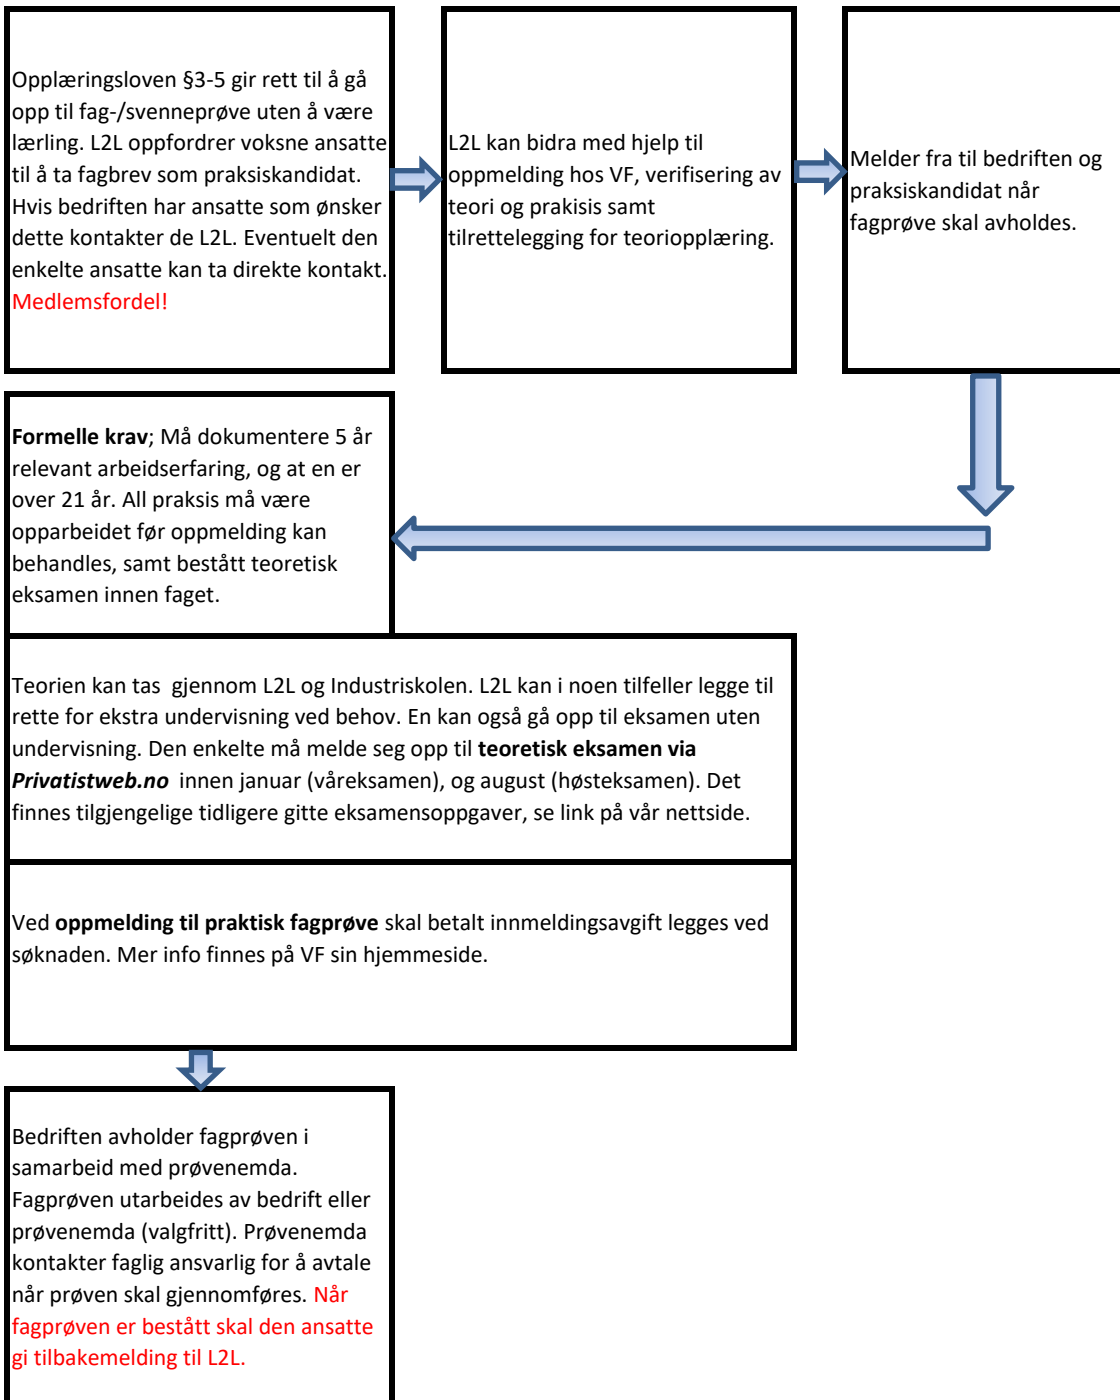 Opplæringsloven §3-5 gir rett til å gå
opp til fag-/svenneprøve uten å være
lærling. L2L oppfordrer voksne ansatte
til å ta fagbrev som praksiskandidat.
Hvis bedriften har ansatte som ønsker
dette kontakter de L2L. Eventuelt den
enkelte ansatte kan ta direkte kontakt.
Medlemsfordel!
L2L kan bidra med hjelp til
oppmelding hos VF, verifisering av
teori og prakisis samt
tilrettelegging for teoriopplæring.
Melder fra til bedriften og
praksiskandidat når
fagprøve skal avholdes.
Formelle krav; Må dokumentere 5 år
relevant arbeidserfaring, og at en er
over 21 år. All praksis må være
opparbeidet før oppmelding kan
behandles, samt bestått teoretisk
eksamen innen faget.
Teorien kan tas  gjennom L2L og Industriskolen. L2L kan i noen tilfeller legge til
rette for ekstra undervisning ved behov. En kan også gå opp til eksamen uten
undervisning. Den enkelte må melde seg opp til teoretisk eksamen via
Privatistweb.no  innen januar (våreksamen), og august (høsteksamen). Det
finnes tilgjengelige tidligere gitte eksamensoppgaver, se link på vår nettside.
Ved oppmelding til praktisk fagprøve skal betalt innmeldingsavgift legges ved
søknaden. Mer info finnes på VF sin hjemmeside.
Bedriften avholder fagprøven i
samarbeid med prøvenemda.
Fagprøven utarbeides av bedrift eller
prøvenemda (valgfritt). Prøvenemda
kontakter faglig ansvarlig for å avtale
når prøven skal gjennomføres. Når
fagprøven er bestått skal den ansatte
gi tilbakemelding til L2L.